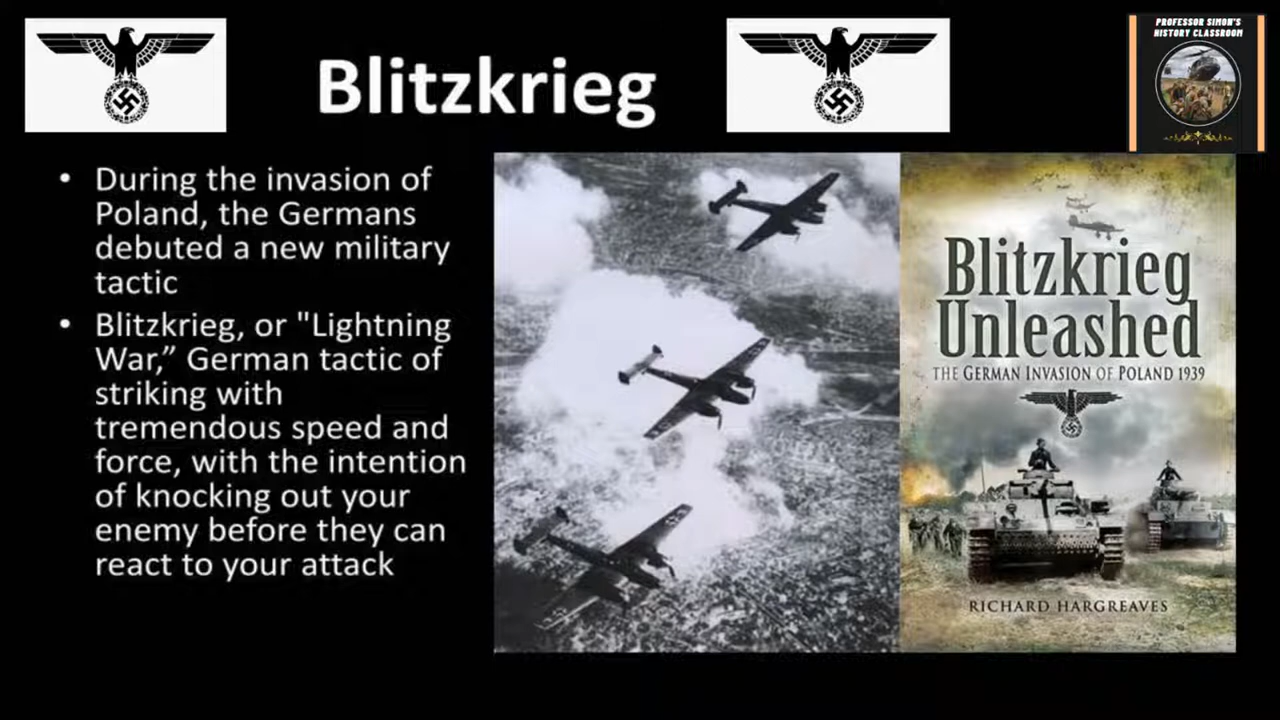 Blitzkrieg
PROFESSOR SIMON'S
HISTORY CLASSROOM
• During the invasion of
Poland, the Germans
debuted a new military
tactic
• Blitzkrieg, or "Lightning
War,” German tactic of
striking with
tremendous speed and
force, with the intention
of knocking out your
enemy before they can
react to your attack
Blitzkrieg
Unleashed
THE GERMAN INVASION OF POLAND 1939
RICHARD HARGREAVES